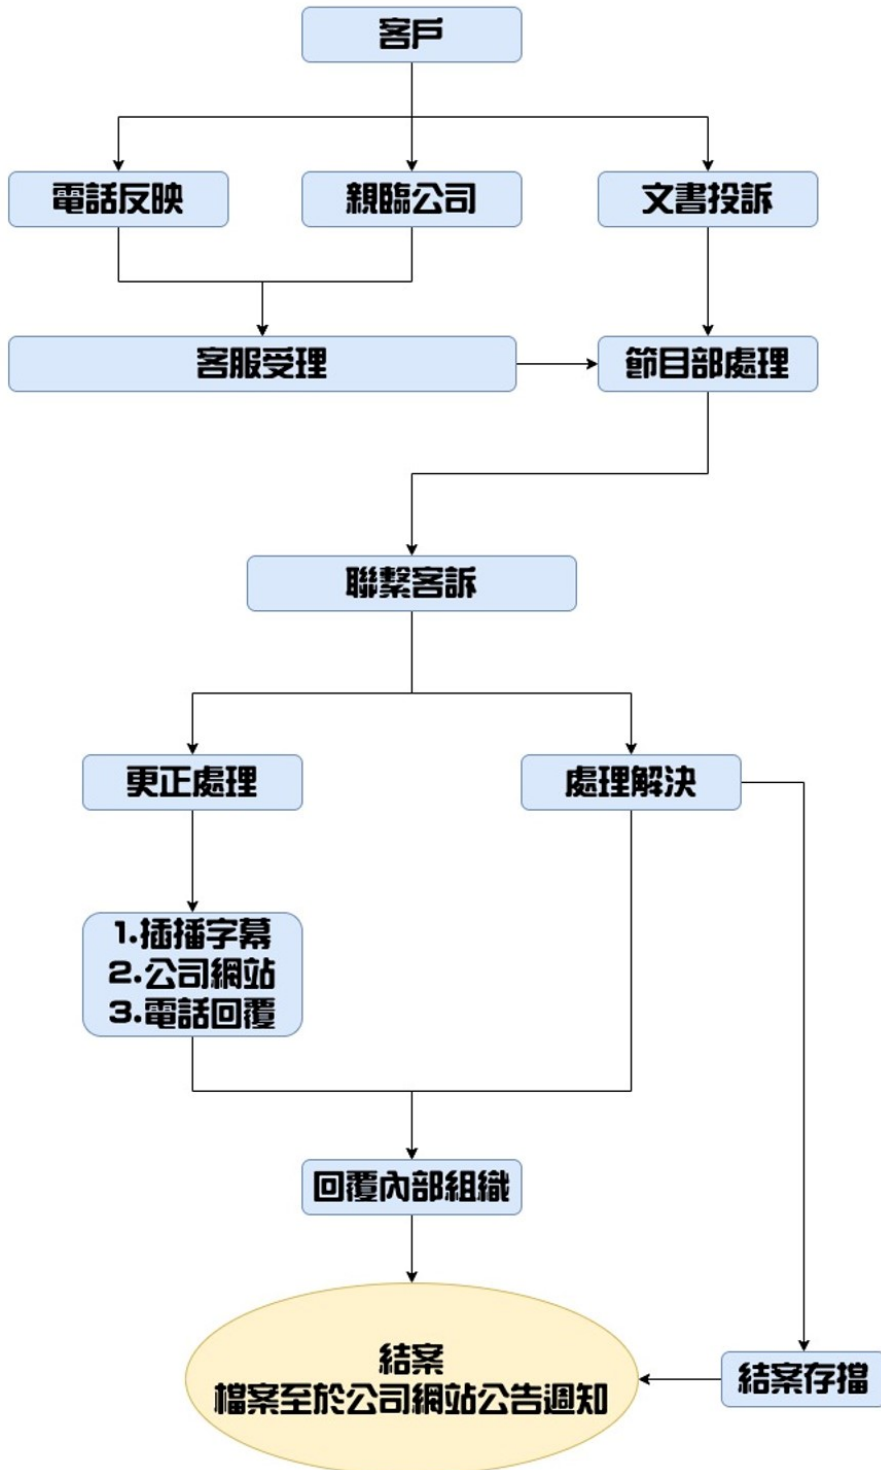 客戶
電話反映
親臨公司
文書投訴
客服受理
節目部處理
聯繫客訴
更正處理
處理解決
1.插播字幕
2.公司網站
3.電話回覆
回覆內部組織
結案
檔案至於公司網站公告週知
結案存擋